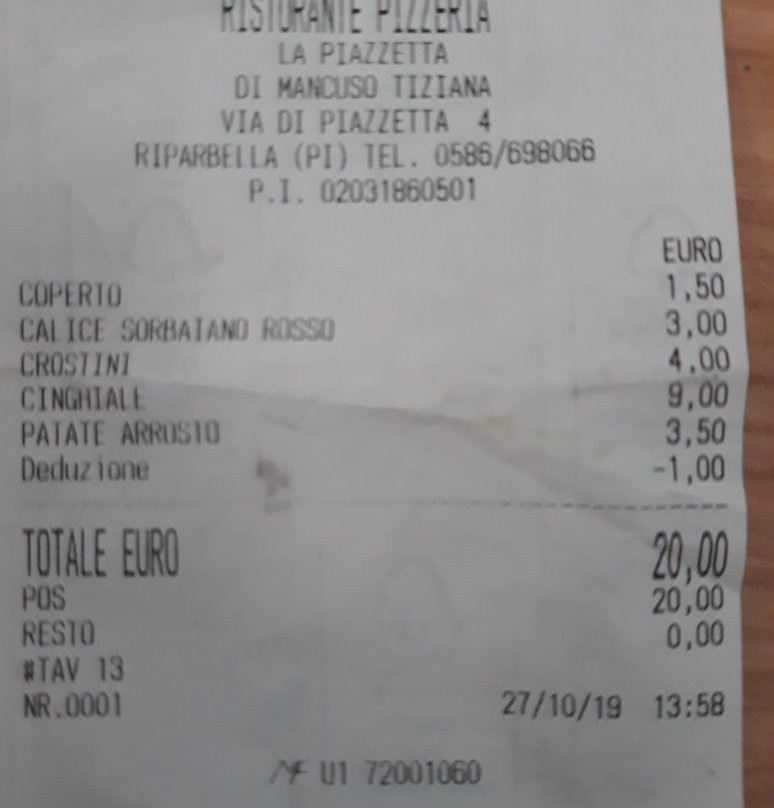 RISTORANTE PIZZERIA
LA PIAZZETTA
DI MANCUSO TIZIANA
VIA DI PIAZZETTA 4
RIPARBELLA (PI) TEL. 0586/698066
P.I. 02031860501
EURO
COPERTO 1,50
CALICE SORBAIANO ROSSO 3,00
CROSTINI 4,00
CINGHIALE 9,00
PATATE ARROSTO 3,50
Deduzione -1,00
TOTALE EURO 20,00
POS 20,00
RESTO 0,00
#TAV 13
NR.0001 27/10/19 13:58
MF U1 72001060